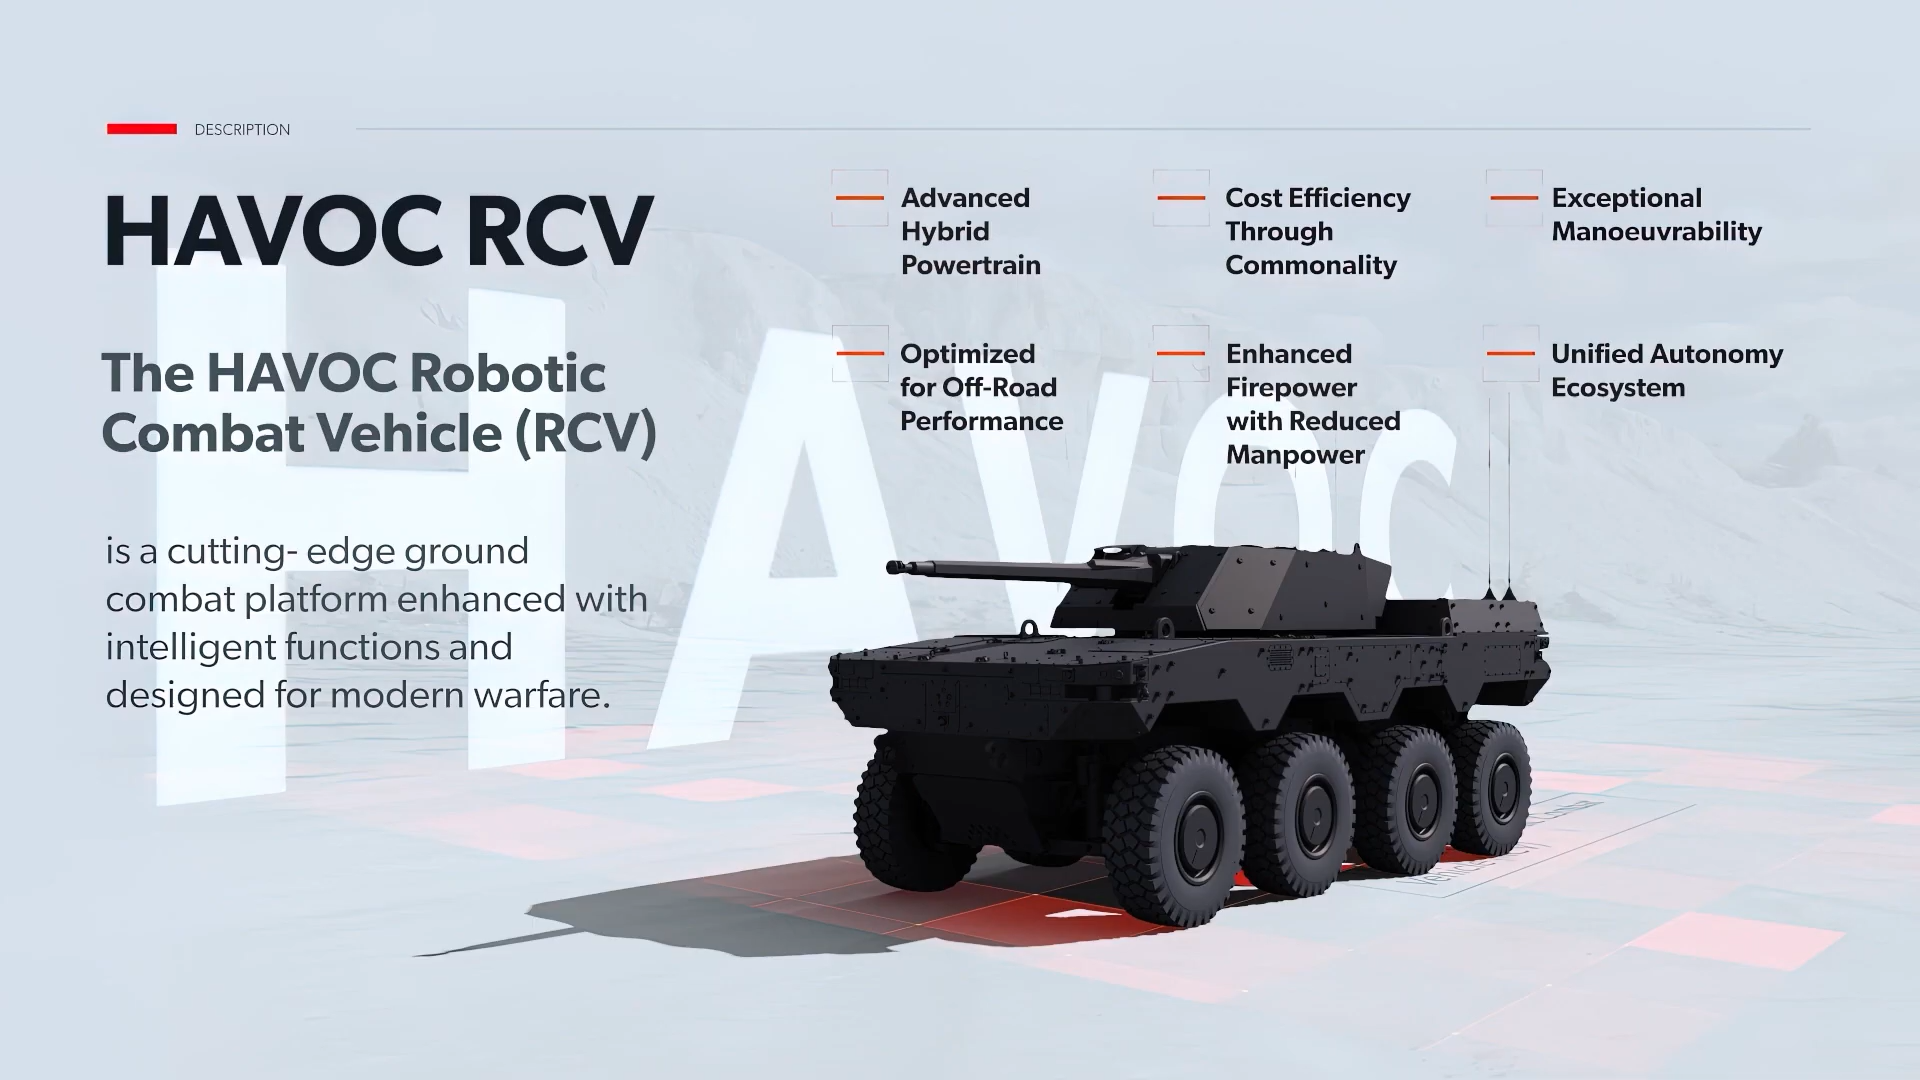 DESCRIPTION
HAVOC RCV
The HAVOC Robotic
Combat Vehicle (RCV)
is a cutting- edge ground
combat platform enhanced with
intelligent functions and
designed for modern warfare.
Advanced
Hybrid
Powertrain
Cost Efficiency
Through
Commonality
Exceptional
Manoeuvrability
Optimized
for Off-Road
Performance
Enhanced
Firepower
with Reduced
Manpower
Unified Autonomy
Ecosystem
HAVOC